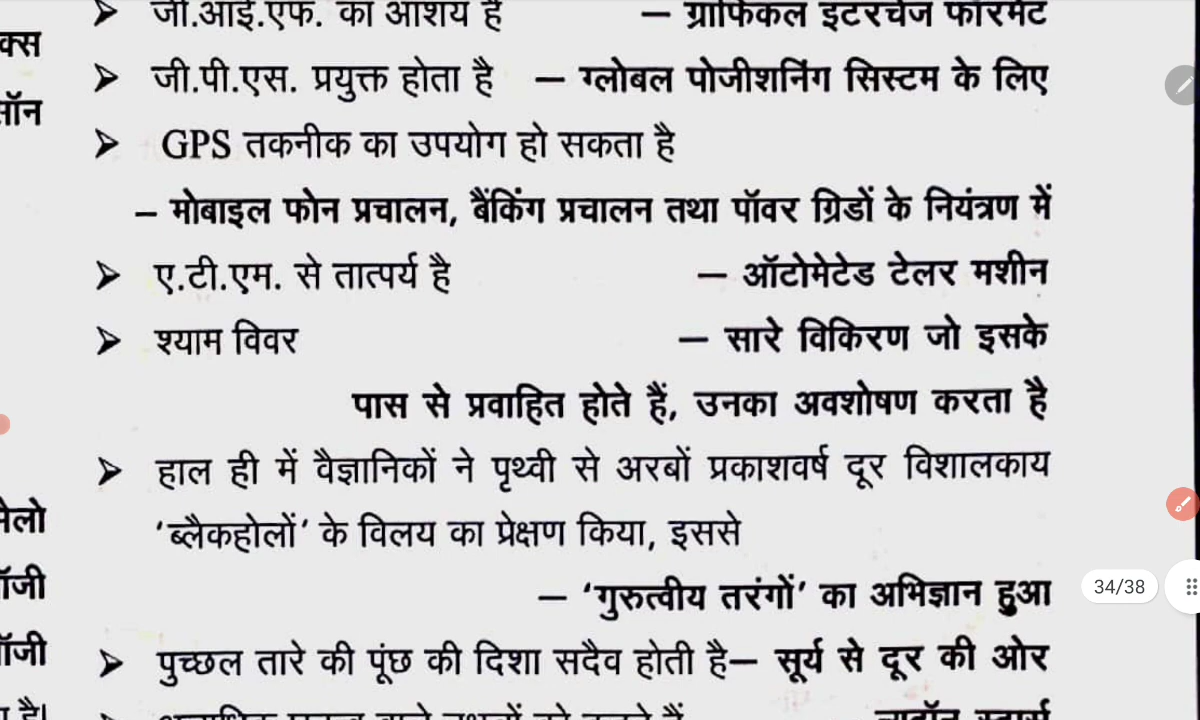 क्स
सॉन
➤ जी.आई.एफ. का आशय है – ग्राफिकल इंटरचेंज फॉरमेट
➤ जी.पी.एस. प्रयुक्त होता है – ग्लोबल पोजीशनिंग सिस्टम के लिए
➤ GPS तकनीक का उपयोग हो सकता है
– मोबाइल फोन प्रचालन, बैंकिंग प्रचालन तथा पॉवर ग्रिडों के नियंत्रण में
➤ ए.टी.एम. से तात्पर्य है – ऑटोमेटेड टेलर मशीन
➤ श्याम विवर – सारे विकिरण जो इसके
पास से प्रवाहित होते हैं, उनका अवशोषण करता है
➤ हाल ही में वैज्ञानिकों ने पृथ्वी से अरबों प्रकाशवर्ष दूर विशालकाय
'ब्लैकहोलों' के विलय का प्रेक्षण किया, इससे
– 'गुरुत्वीय तरंगों' का अभिज्ञान हुआ
➤ पुच्छल तारे की पूंछ की दिशा सदैव होती है– सूर्य से दूर की ओर
34/38